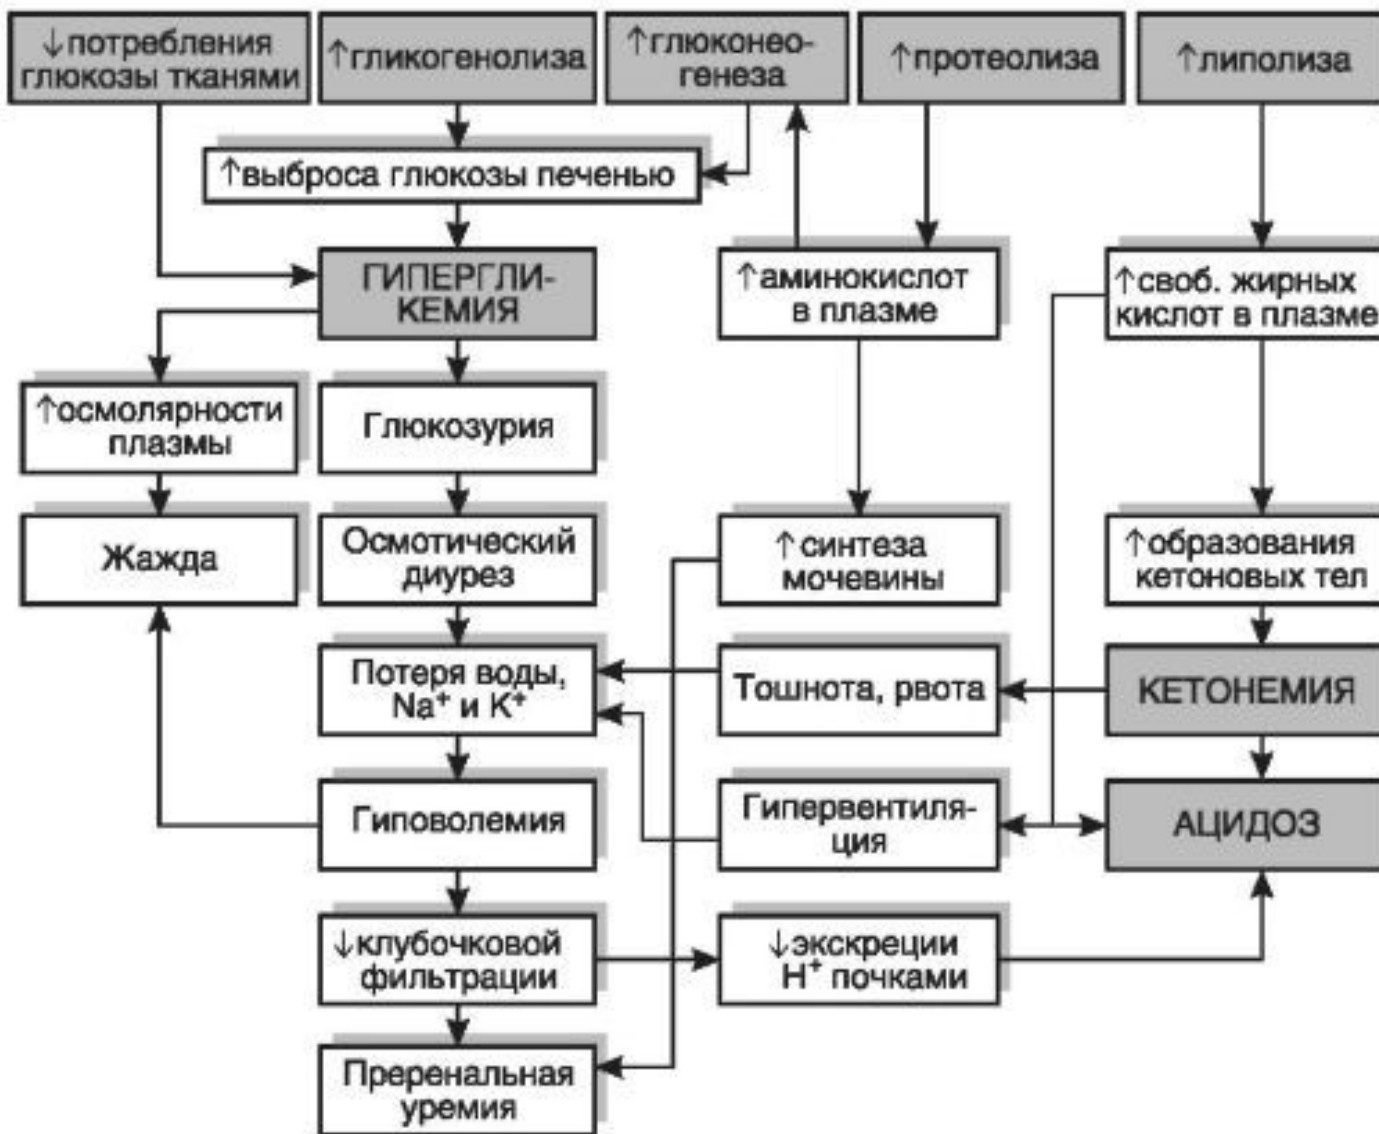 ↓потребления
глюкозы тканями
↑гликогенолиза
↑глюконео-
генеза
↑протеолиза
↑липолиза
↑выброса глюкозы печенью
ГИПЕРГЛИ-
КЕМИЯ
↑аминокислот
в плазме
↑своб. жирных
кислот в плазме
↑осмолярности
плазмы
Глюкозурия
Жажда
Осмотический
диурез
↑синтеза
мочевины
↑образования
кетоновых тел
Потеря воды,
Na⁺ и K⁺
Тошнота, рвота
КЕТОНЕМИЯ
Гиповолемия
Гипервентиля-
ция
АЦИДОЗ
↓клубочковой
фильтрации
↓экскреции
H⁺ почками
Преренальная
уремия